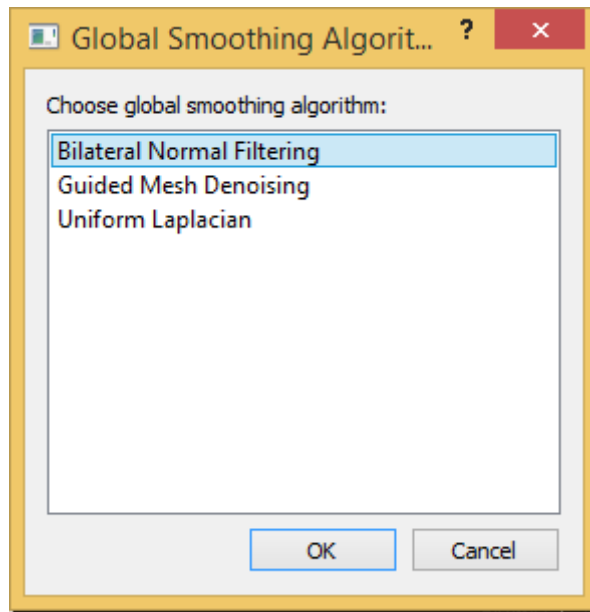 Global Smoothing Algorit... ?
Choose global smoothing algorithm:
Bilateral Normal Filtering
Guided Mesh Denoising
Uniform Laplacian
OK Cancel